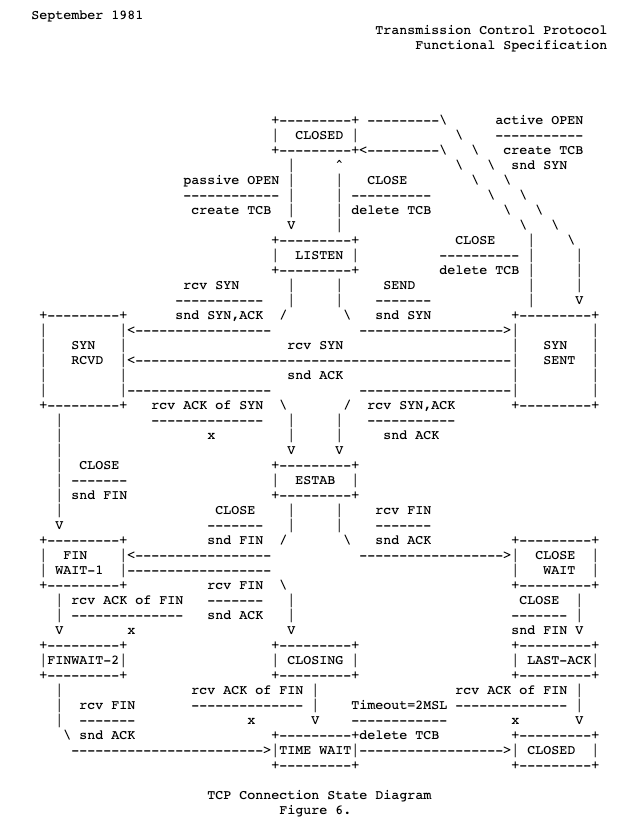 September 1981
Transmission Control Protocol
Functional Specification
+---------+ ---------\ active OPEN
| CLOSED | \ -----------
+---------+<---------\ \ create TCB
| ^ \ \ snd SYN
passive OPEN | | CLOSE \ \
------------ | | ---------- \ \
create TCB | | delete TCB \ \
V | \ \
+---------+ CLOSE | \
| LISTEN | ---------- | |
+---------+ delete TCB | |
rcv SYN | | SEND | |
----------- | | ------- | V
+---------+ snd SYN,ACK / \ snd SYN +---------+
| |<----------------- ------------------>| |
| SYN | rcv SYN | SYN |
| RCVD |<-----------------------------------------------| SENT |
| | snd ACK | |
| |------------------ -------------------| |
+---------+ rcv ACK of SYN \ / rcv SYN,ACK +---------+
| -------------- | | -----------
| x | | snd ACK
| V V
| CLOSE +---------+
| ------- | ESTAB |
| snd FIN +---------+
| CLOSE | | rcv FIN
V ------- | | -------
+---------+ snd FIN / \ snd ACK +---------+
| FIN |<----------------- ------------------>| CLOSE |
| WAIT-1 |------------------ | WAIT |
+---------+ rcv FIN \ +---------+
| rcv ACK of FIN ------- | CLOSE |
| -------------- snd ACK | ------- |
V x V snd FIN V
+---------+ +---------+ +---------+
|FINWAIT-2| | CLOSING | | LAST-ACK|
+---------+ +---------+ +---------+
| rcv ACK of FIN | rcv ACK of FIN |
| rcv FIN -------------- | Timeout=2MSL -------------- |
| ------- x V ------------ x V
\ snd ACK +---------+delete TCB +---------+
------------------------>|TIME WAIT|------------------>| CLOSED |
+---------+ +---------+
TCP Connection State Diagram
Figure 6.